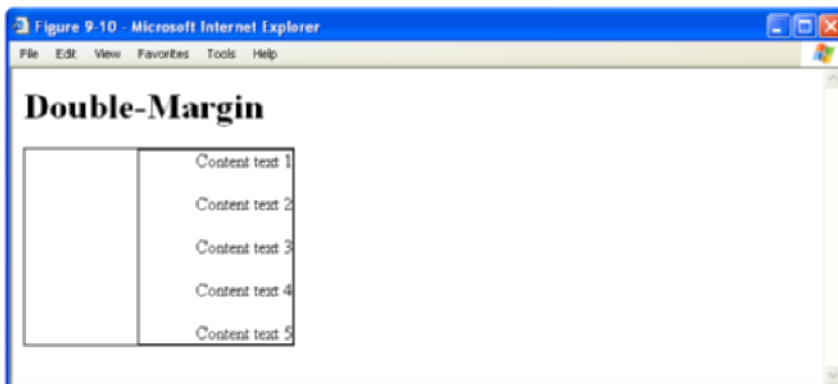 Figure 9-10 - Microsoft Internet Explorer
File Edit View Favorites Tools Help
Double-Margin
Content text 1
Content text 2
Content text 3
Content text 4
Content text 5